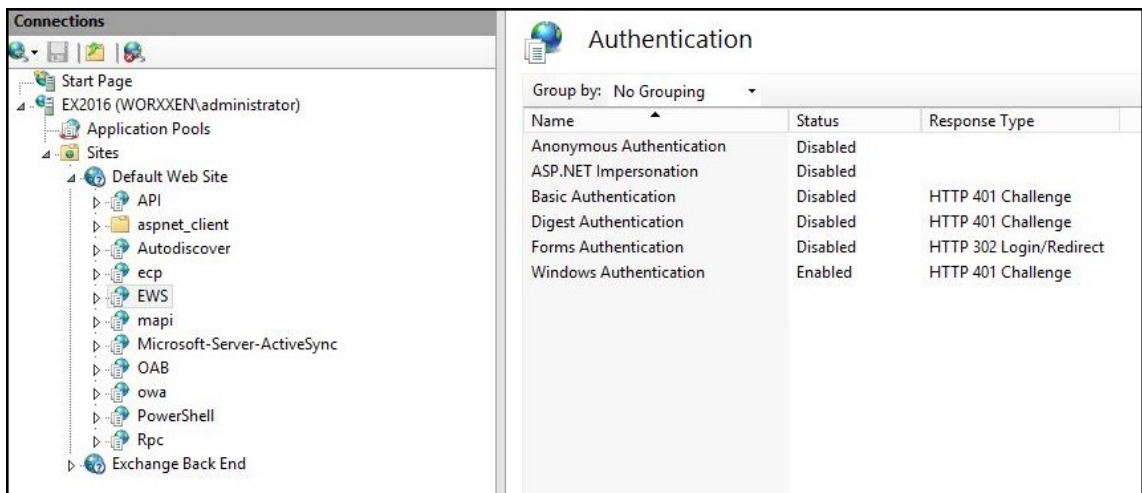 Connections
Start Page
EX2016 (WORXXEN\administrator)
Application Pools
Sites
Default Web Site
API
aspnet_client
Autodiscover
ecp
EWS
mapi
Microsoft-Server-ActiveSync
OAB
owa
PowerShell
Rpc
Exchange Back End
Authentication
Group by: No Grouping
Name Status Response Type
Anonymous Authentication Disabled
ASP.NET Impersonation Disabled
Basic Authentication Disabled HTTP 401 Challenge
Digest Authentication Disabled HTTP 401 Challenge
Forms Authentication Disabled HTTP 302 Login/Redirect
Windows Authentication Enabled HTTP 401 Challenge